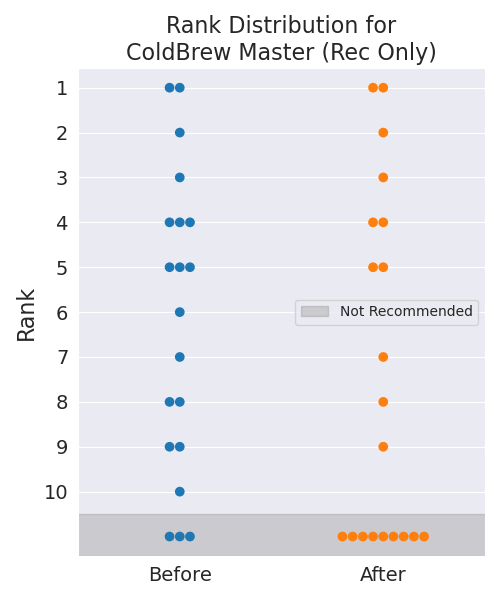 Rank Distribution for
ColdBrew Master (Rec Only)
Rank
1
2
3
4
5
6
7
8
9
10
Not Recommended
Before
After